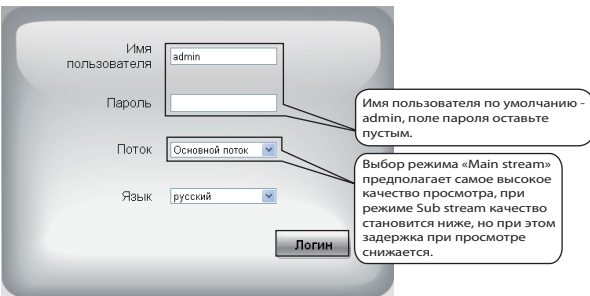 Имя
пользователя
admin
Пароль
Имя пользователя по умолчанию -
admin, поле пароля оставьте
пустым.
Поток
Основной поток
Выбор режима «Main stream»
предполагает самое высокое
качество просмотра, при
режиме Sub stream качество
становится ниже, но при этом
задержка при просмотре
снижается.
Язык
русский
Логин